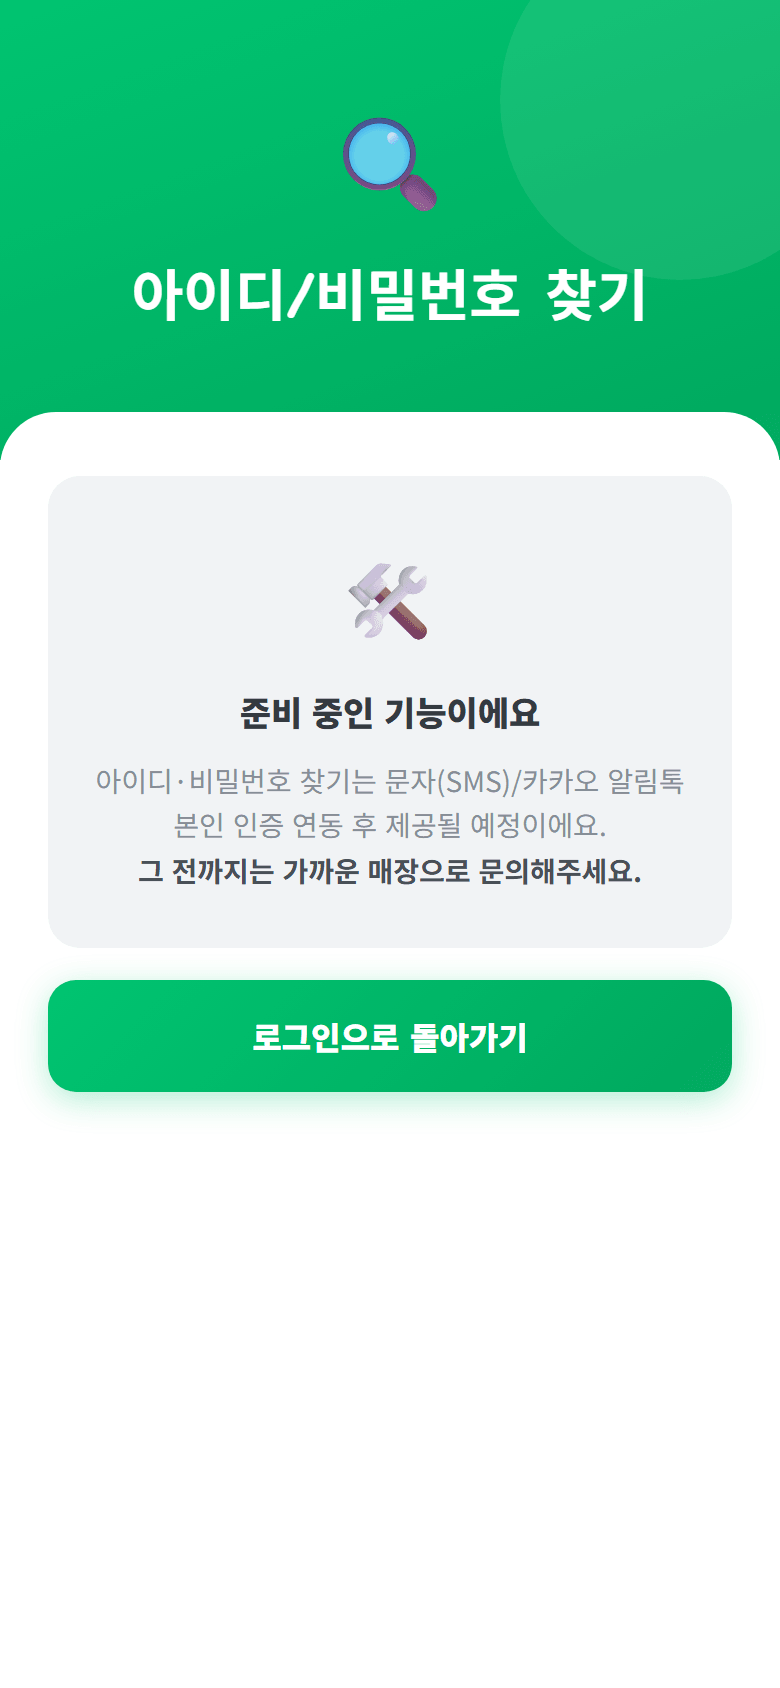 아이디/비밀번호 찾기
준비 중인 기능이에요
아이디·비밀번호 찾기는 문자(SMS)/카카오 알림톡
본인 인증 연동 후 제공될 예정이에요.
그 전까지는 가까운 매장으로 문의해주세요.
로그인으로 돌아가기